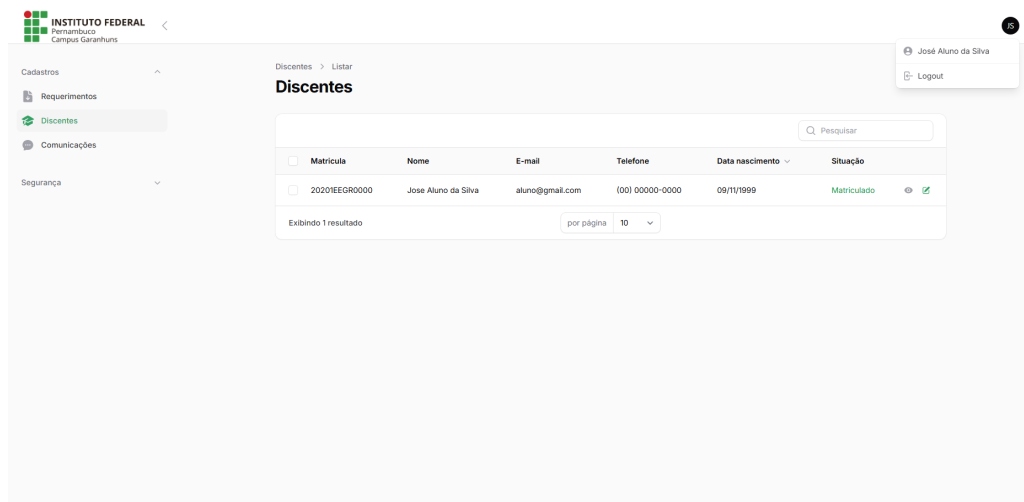 INSTITUTO FEDERAL
Pernambuco
Campus Garanhuns
JS
José Aluno da Silva
Logout
Cadastros
Requerimentos
Discentes
Comunicações
Segurança
Discentes > Listar
Discentes
Pesquisar
Matricula Nome E-mail Telefone Data nascimento Situação
20201EEGR0000 Jose Aluno da Silva aluno@gmail.com (00) 00000-0000 09/11/1999 Matriculado
Exibindo 1 resultado por página 10